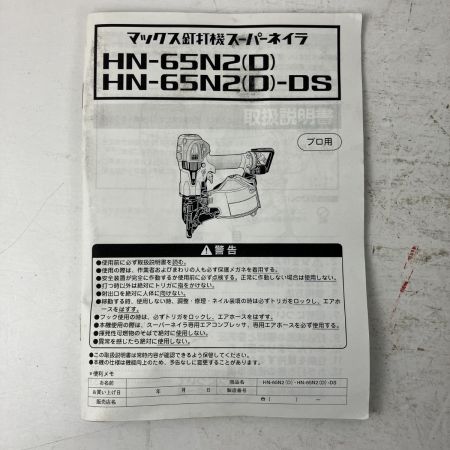 マックス釘打機スーパーネイラ
HN-65N2(D)
HN-65N2(D)-DS
取扱説明書
プロ用
警告
●使用前に必ず取扱説明書を読む。
●使用の際は、作業者およびまわりの人も必ず保護メガネを着用する。
●安全装置が完全に作動するか使用前に必ず点検する。正常に作動しない場合は使用しない。
●打つ時以外は絶対にトリガに指をかけない。
●射出口を絶対に人体に向けない。
●移動する時、使用しない時、調整・修理・ネイル装填の時は必ずトリガをロックし、エアホ
ースをはずす。
●フック使用の時は、必ずトリガをロックし、エアホースをはずす。
●本機使用の際は、スーパーネイラ専用エアコンプレッサ、専用エアホースを必ず使用する。
●揮発性可燃物のそばで絶対に使用しない。
●異常を感じたら絶対に使用しない。
●この取扱説明書は常時内容が確認できるよう保管してください。
●本機の仕様は機能向上のため、予告なしに変更することがあります。
*便利メモ
お名前 商品名 HN-65N2(D)・HN-65N2(D)-DS
お買い上げ日 年 月 日 製造番号
販売店名 ☎( ) ー